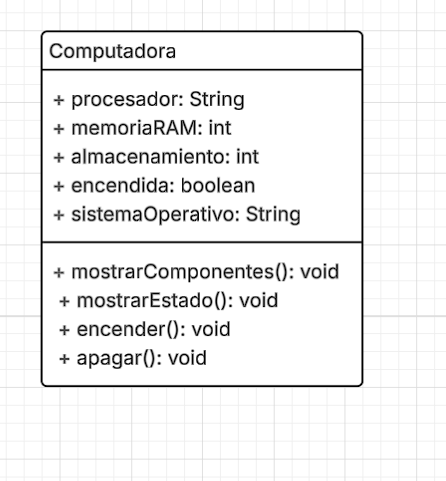 Computadora
+ procesador: String
+ memoriaRAM: int
+ almacenamiento: int
+ encendida: boolean
+ sistemaOperativo: String
+ mostrarComponentes(): void
+ mostrarEstado(): void
+ encender(): void
+ apagar(): void